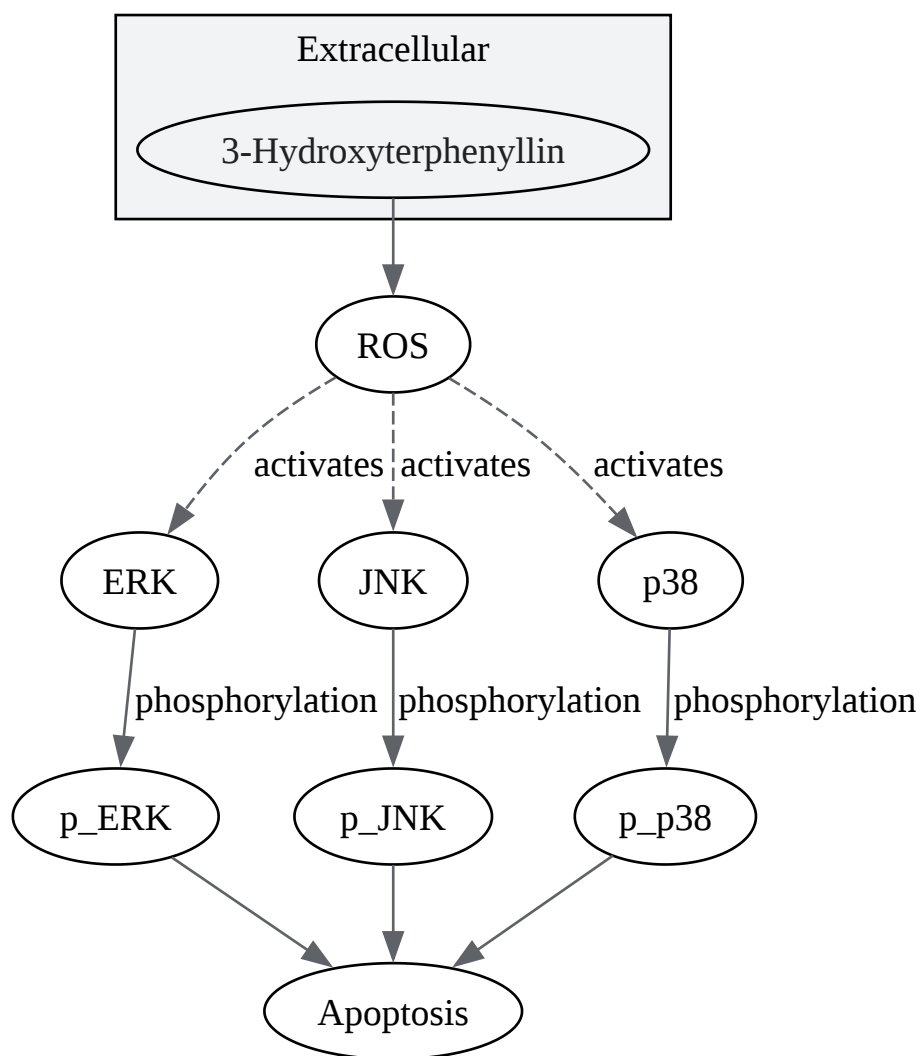 Extracellular
3-Hydroxyterphenyllin
ROS
activates
activates
activates
ERK
JNK
p38
phosphorylation
phosphorylation
phosphorylation
p_ERK
p_JNK
p_p38
Apoptosis